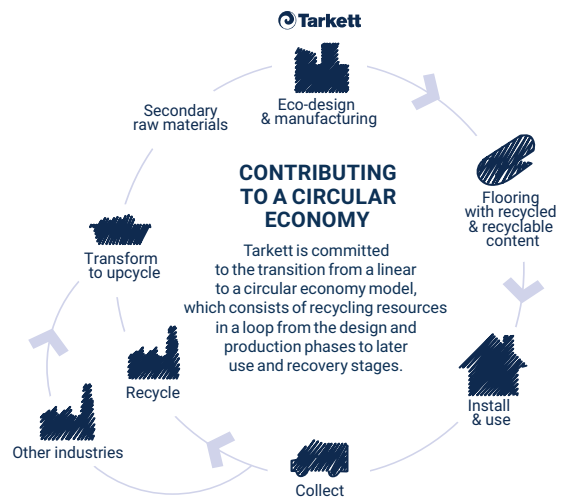 Tarkett
Eco-design
& manufacturing
Secondary
raw materials
Flooring
with recycled
& recyclable
content
CONTRIBUTING
TO A CIRCULAR
ECONOMY
Tarkett is committed
to the transition from a linear
to a circular economy model,
which consists of recycling resources
in a loop from the design and
production phases to later
use and recovery stages.
Transform
to upcycle
Recycle
Install
& use
Other industries
Collect